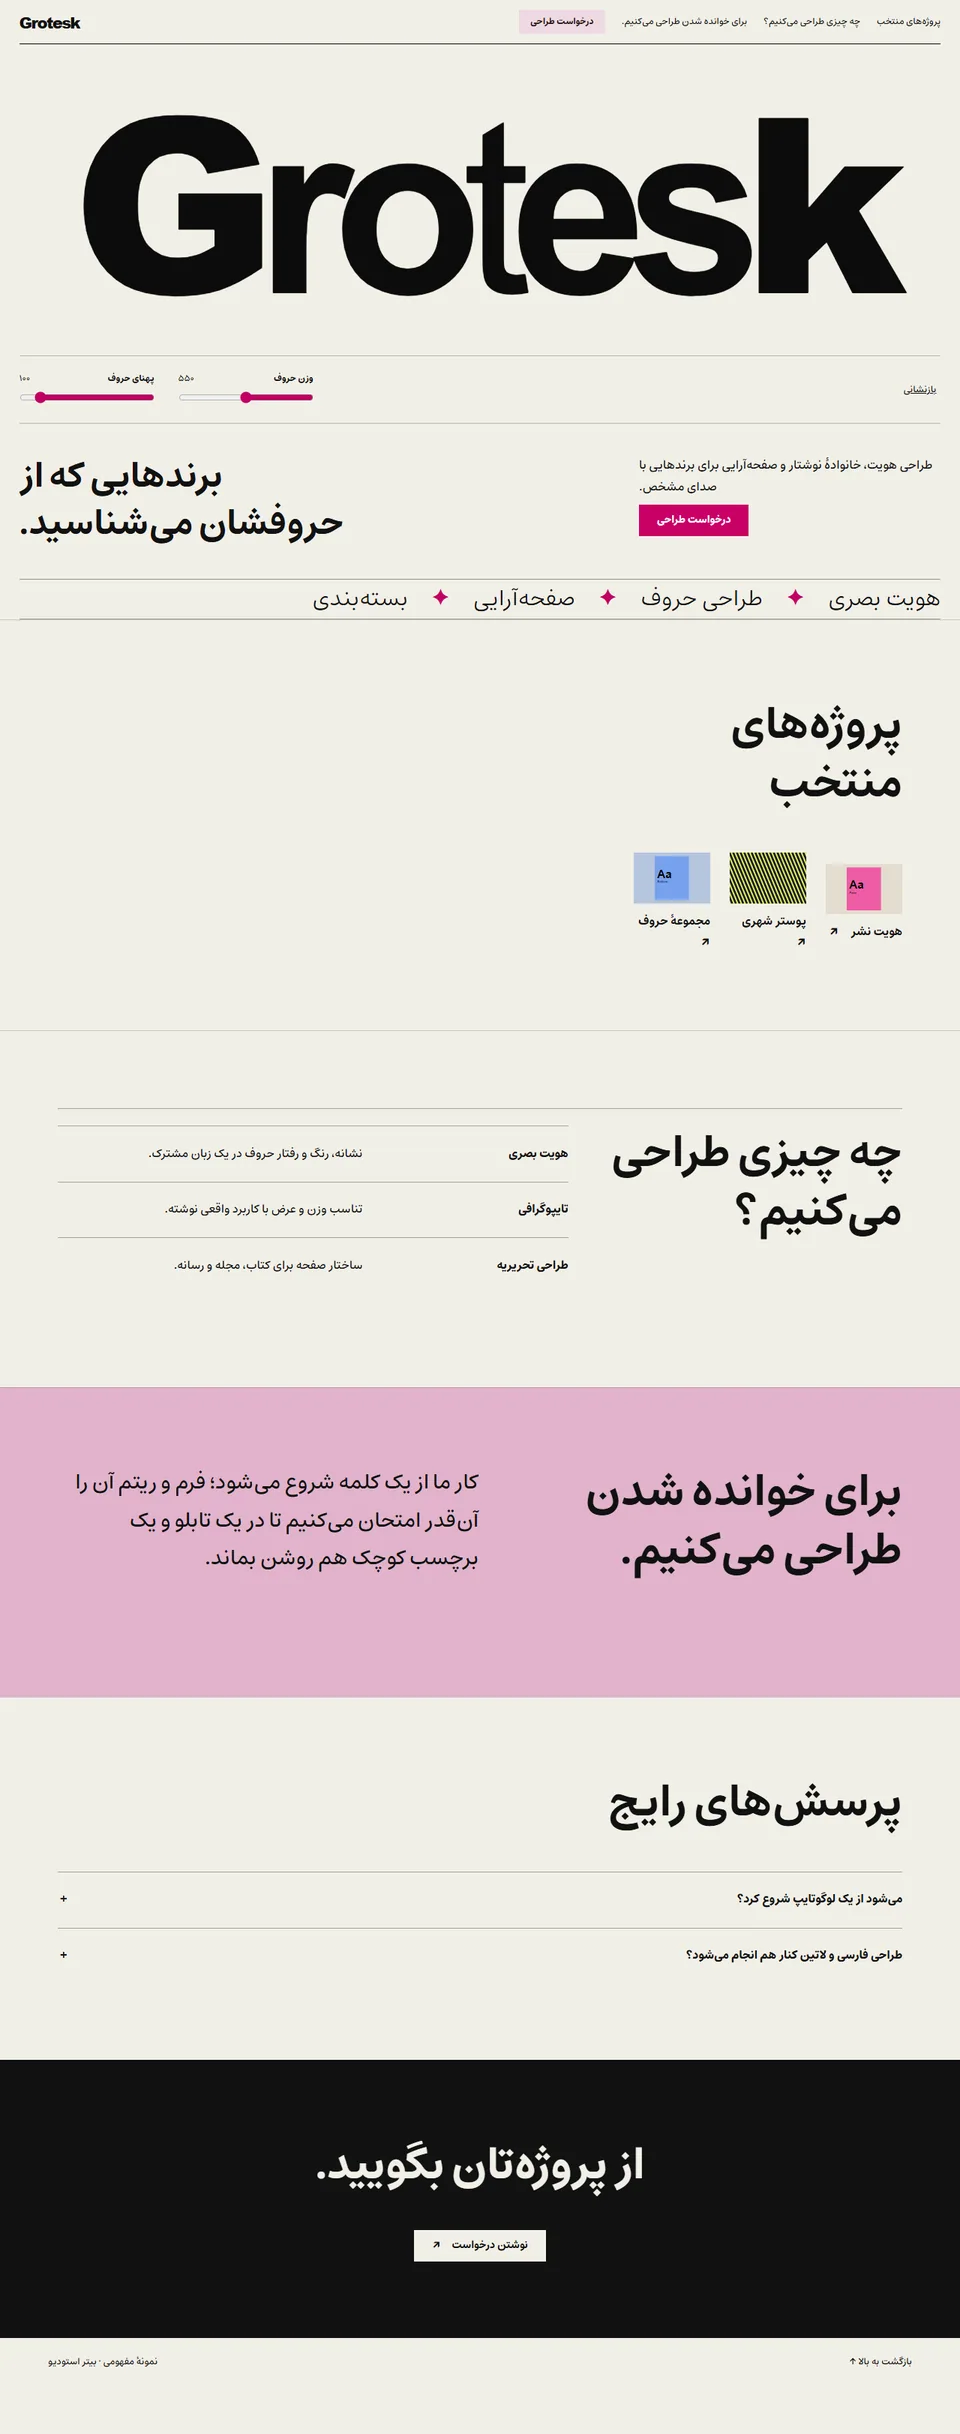 Grotesk
پروژه‌های منتخب
چه چیزی طراحی می‌کنیم؟
برای خوانده شدن طراحی می‌کنیم.
درخواست طراحی
Grotesk
وزن حروف ۵۵۰
پهنای حروف ۱۰۰
بازنشانی
برندهایی که از
حروفشان می‌شناسید.
طراحی هویت، خانوادهٔ نوشتار و صفحه‌آرایی برای برندهایی با
صدای مشخص.
درخواست طراحی
هویت بصری ✦ طراحی حروف ✦ صفحه‌آرایی ✦ بسته‌بندی
پروژه‌های
منتخب
Aa
هویت نشر ↗
پوستر شهری
↗
Aa
مجموعهٔ حروف
↗
چه چیزی طراحی
می‌کنیم؟
هویت بصری
نشانه، رنگ و رفتار حروف در یک زبان مشترک.
تایپوگرافی
تناسب وزن و عرض با کاربرد واقعی نوشته.
طراحی تحریریه
ساختار صفحه برای کتاب، مجله و رسانه.
برای خوانده شدن
طراحی می‌کنیم.
کار ما از یک کلمه شروع می‌شود؛ فرم و ریتم آن را
آن‌قدر امتحان می‌کنیم تا در یک تابلو و یک
برچسب کوچک هم روشن بماند.
پرسش‌های رایج
می‌شود از یک لوگوتایپ شروع کرد؟ +
طراحی فارسی و لاتین کنار هم انجام می‌شود؟ +
از پروژه‌تان بگویید.
نوشتن درخواست ↗
بازگشت به بالا ↑
نمونهٔ مفهومی · بیتر استودیو